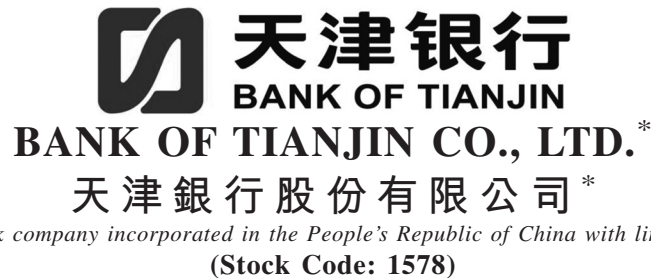 天津银行
BANK OF TIANJIN
BANK OF TIANJIN CO., LTD.*
天津銀行股份有限公司*
company incorporated in the People's Republic of China with
(Stock Code: 1578)